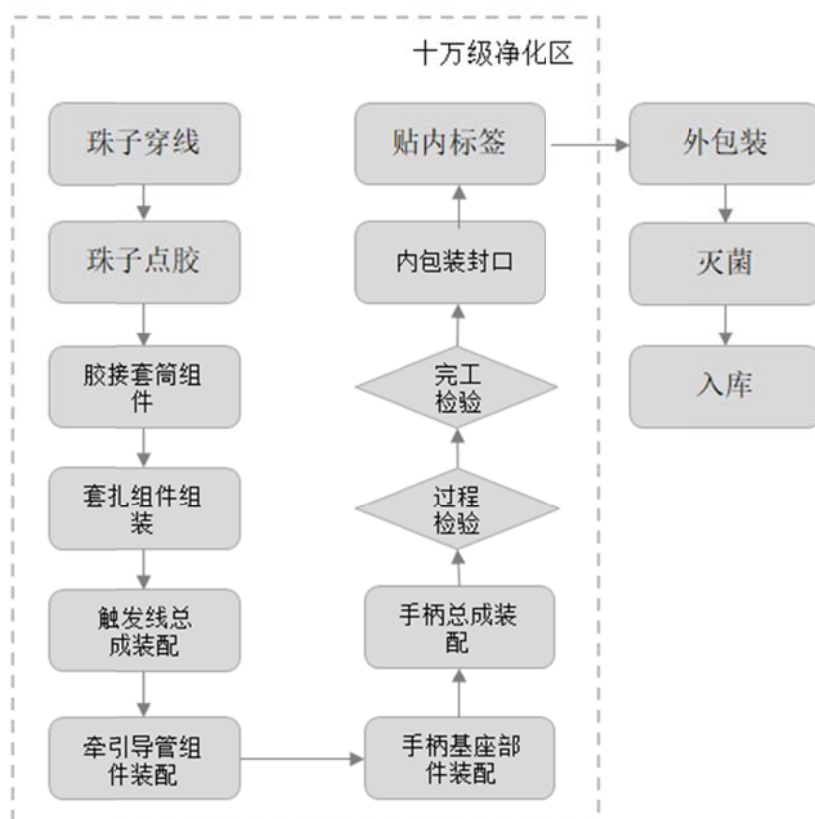 十万级净化区
珠子穿线
珠子点胶
胶接套筒组
件
套扎组件组
装
触发线总
成装配
牵引导管组
件装配
手柄基座部
件装配
手柄总成装
配
过程
检验
完工
检验
内包装封口
贴内标签
外包装
灭菌
入库